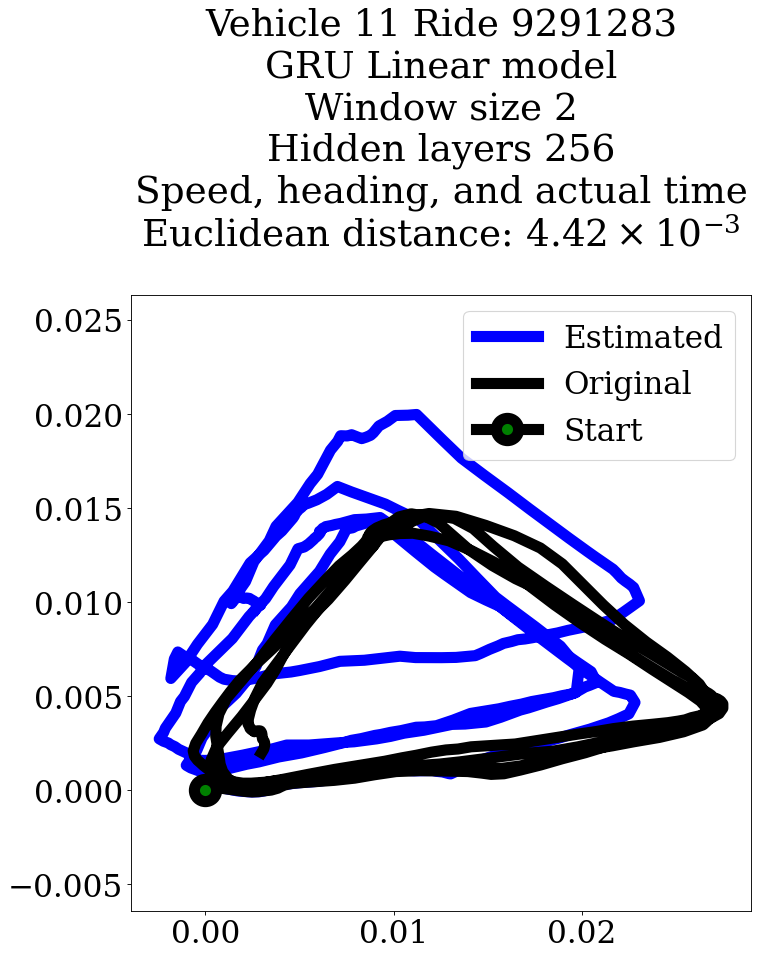 Vehicle 11 Ride 9291283
GRU Linear model
Window size 2
Hidden layers 256
Speed, heading, and actual time
Euclidean distance: 4.42 × 10⁻³
Estimated
Original
Start
0.025
0.020
0.015
0.010
0.005
0.000
−0.005
0.00 0.01 0.02